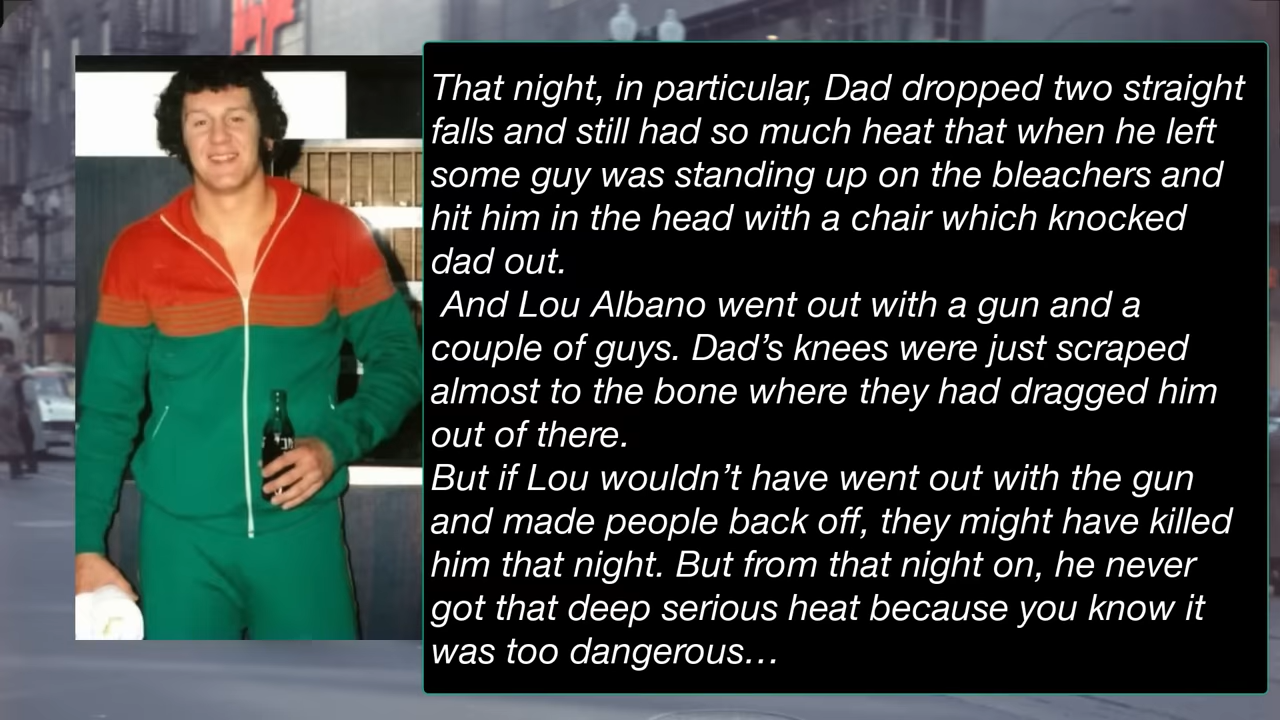 That night, in particular, Dad dropped two straight
falls and still had so much heat that when he left
some guy was standing up on the bleachers and
hit him in the head with a chair which knocked
dad out.
And Lou Albano went out with a gun and a
couple of guys. Dad’s knees were just scraped
almost to the bone where they had dragged him
out of there.
But if Lou wouldn’t have went out with the gun
and made people back off, they might have killed
him that night. But from that night on, he never
got that deep serious heat because you know it
was too dangerous…